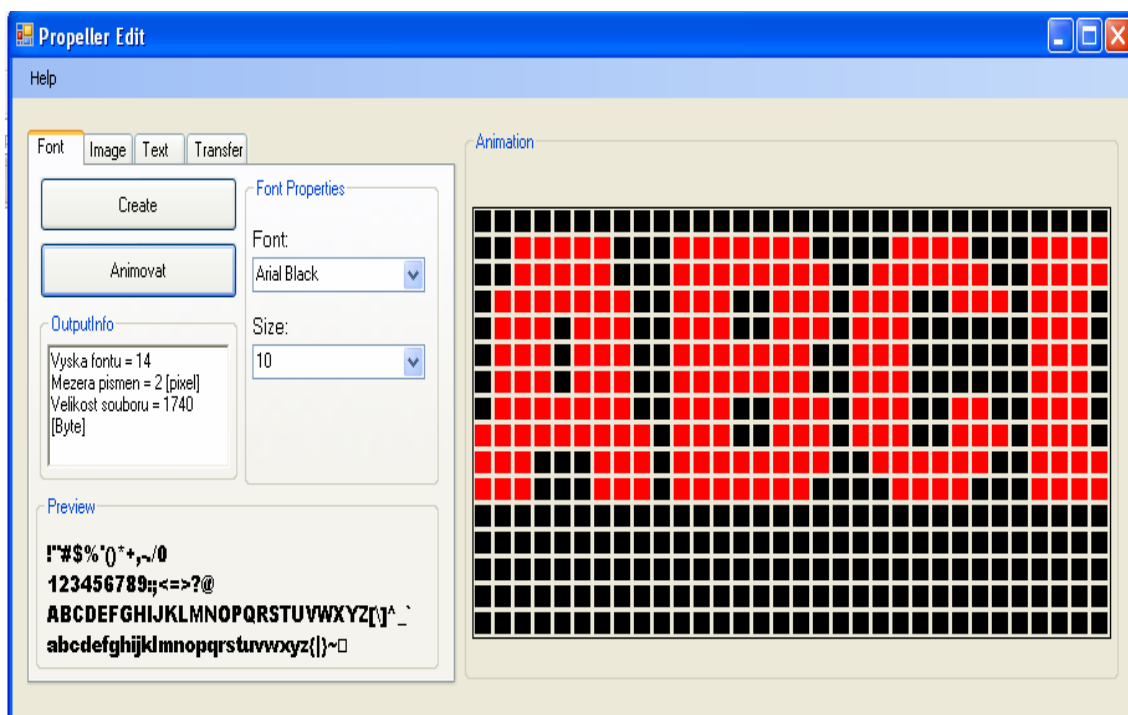 Propeller Edit
Help
Font Image Text Transfer
Create
Animovat
OutputInfo
Vyska fontu = 14
Mezera pismen = 2 [pixel]
Velikost souboru = 1740
[Byte]
Font Properties
Font:
Arial Black
Size:
10
Preview
!"#$%'()*+,-./0
123456789:;<=>?@
ABCDEFGHIJKLMNOPQRSTUVWXYZ[\]^_`
abcdefghijklmnopqrstuvwxyz{|}~□
Animation
ABC